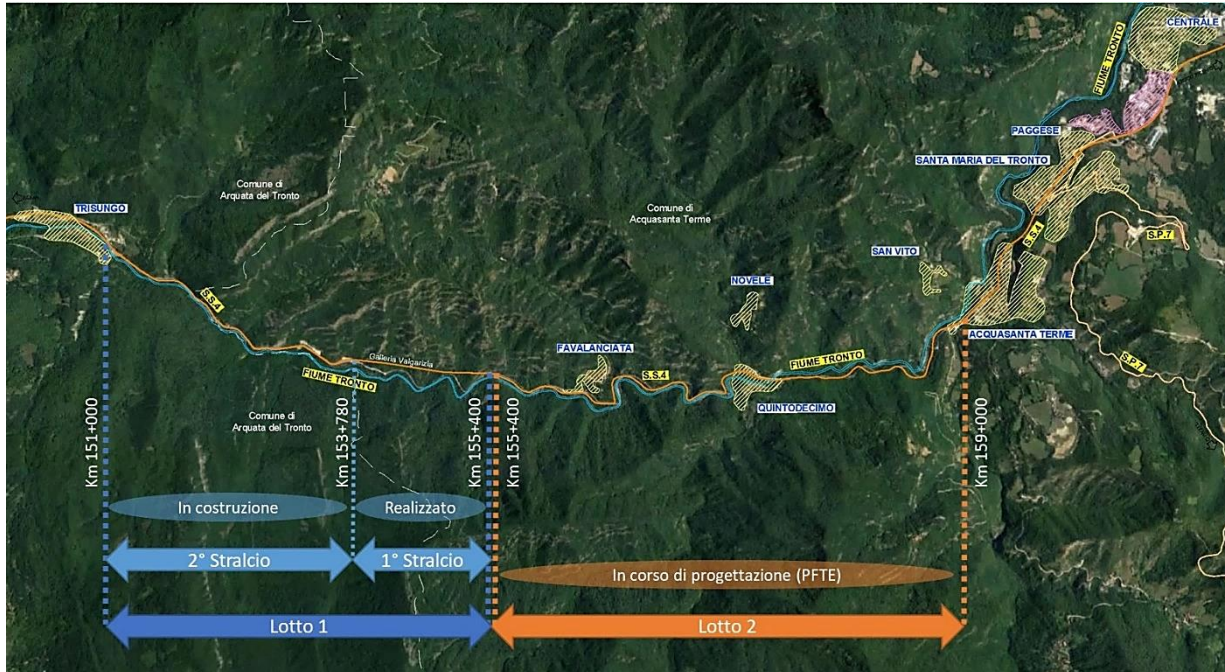 CENTRALE
FIUME TRONTO
PAGGESE
SANTA MARIA DEL TRONTO
Comune di
Arquata del Tronto
Comune di
Acquasanta Terme
TRISUNGO
S.S.4
S.P.7
SAN VITO
NOVELE
S.S.4
ACQUASANTA TERME
Galleria Valgarizia
FAVALANCIATA
FIUME TRONTO
S.S.4
FIUME TRONTO
S.P.7
QUINTODECIMO
Comune di
Arquata del Tronto
Km 151+000
Km 153+780
Km 155+400
Km 155+400
Km 159+000
In costruzione
Realizzato
2° Stralcio
1° Stralcio
In corso di progettazione (PFTE)
Lotto 1
Lotto 2